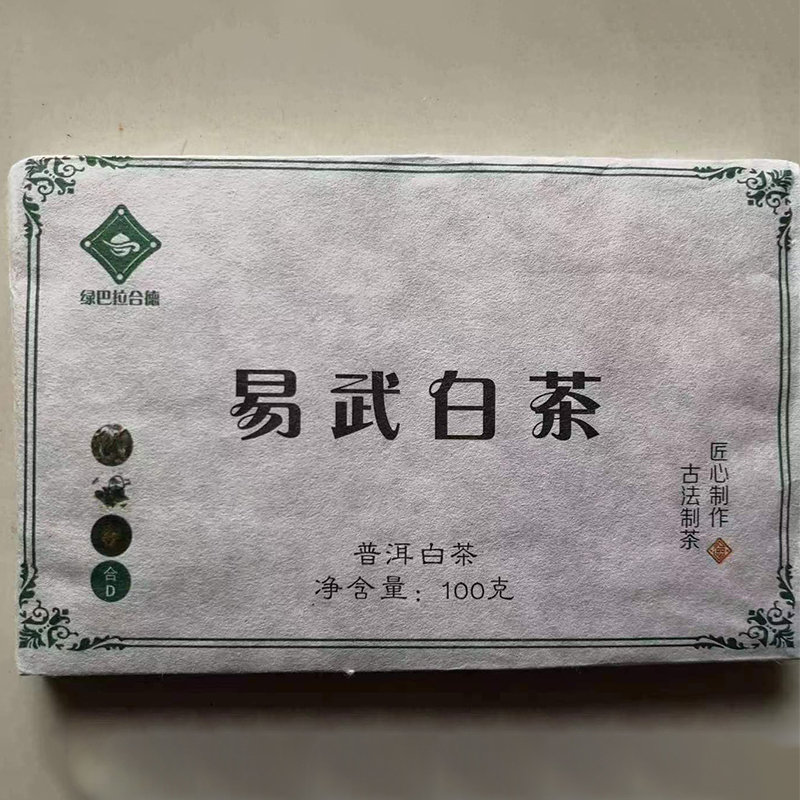 绿巴拉合德
易武白茶
匠心制作
古法制茶
合
D
普洱白茶
净含量：100克